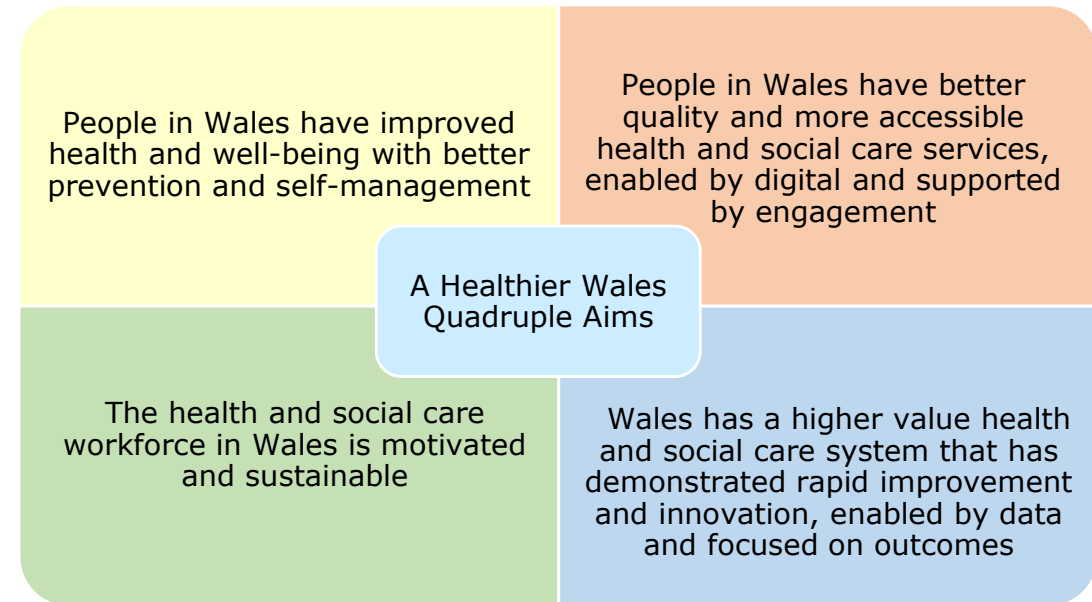 People in Wales have improved
health and well-being with better
prevention and self-management
People in Wales have better
quality and more accessible
health and social care services,
enabled by digital and supported
by engagement
A Healthier Wales
Quadruple Aims
The health and social care
workforce in Wales is motivated
and sustainable
Wales has a higher value health
and social care system that has
demonstrated rapid improvement
and innovation, enabled by data
and focused on outcomes